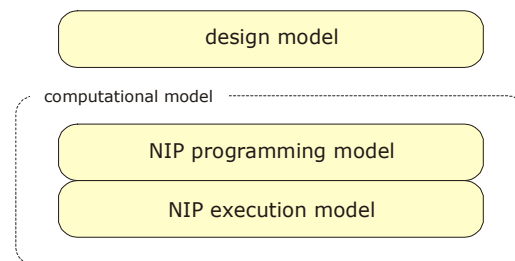 design model
computational model
NIP programming model
NIP execution model